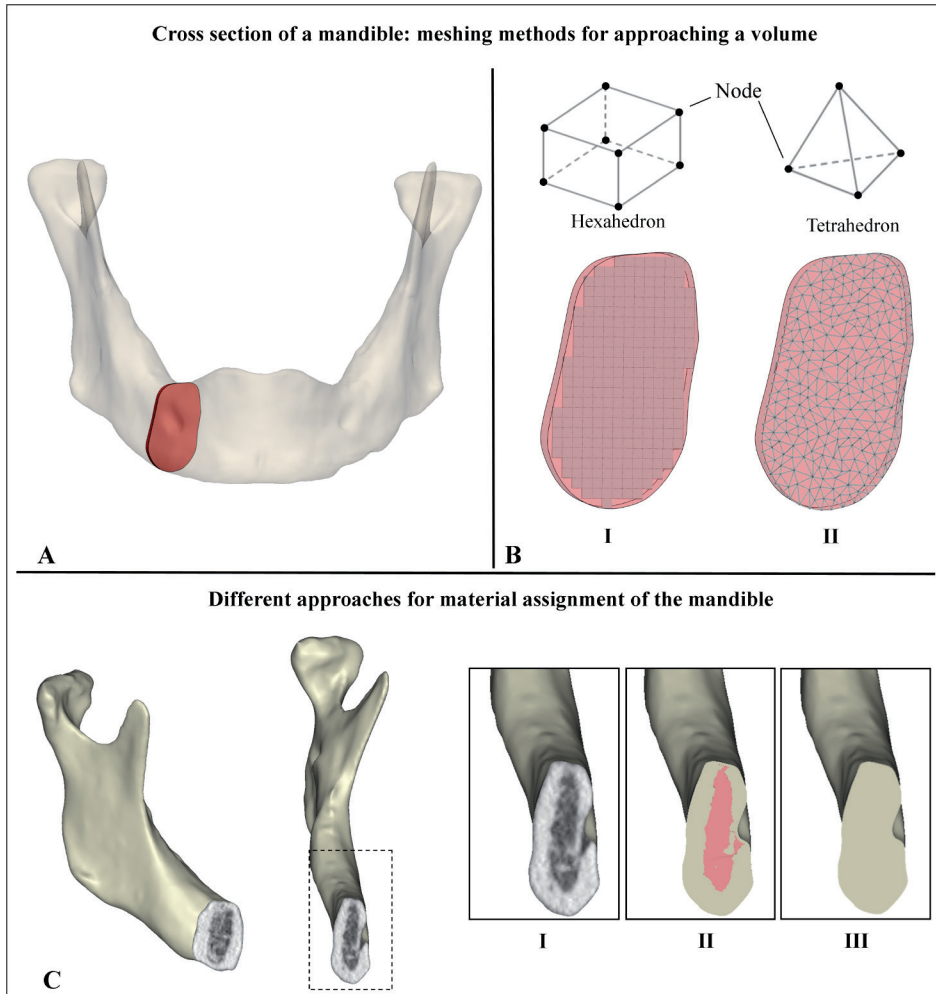 Cross section of a mandible: meshing methods for approaching a volume
Node
Hexahedron
Tetrahedron
I
II
A
B
Different approaches for material assignment of the mandible
I
II
III
C